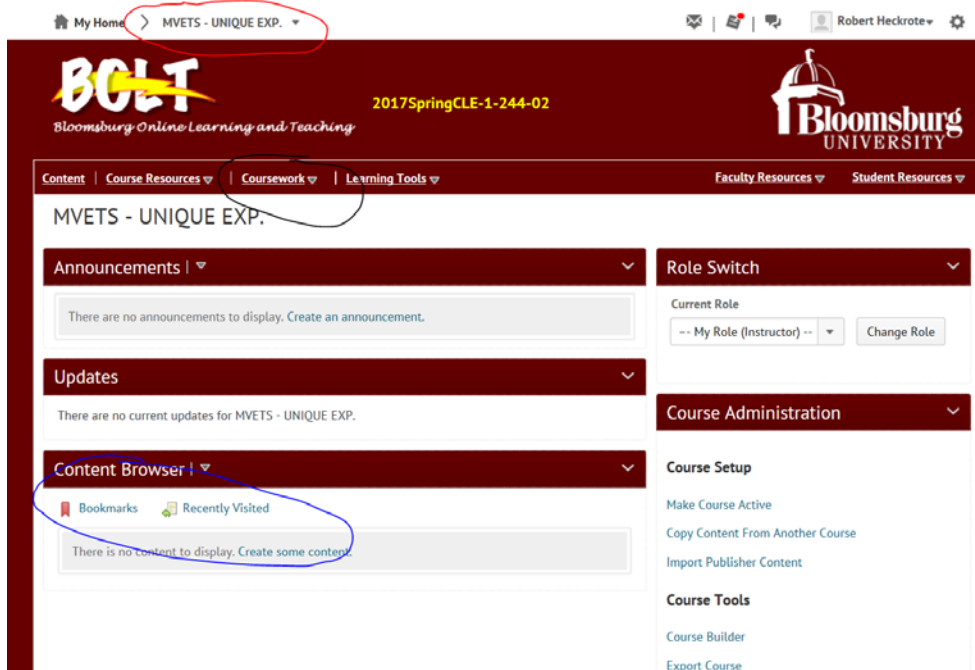 My Home > MVETS - UNIQUE EXP.
Robert Heckrote
BOLT
Bloomsburg Online Learning and Teaching
2017SpringCLE-1-244-02
Bloomsburg
UNIVERSITY
Content | Course Resources | Coursework | Learning Tools
Faculty Resources Student Resources
MVETS - UNIQUE EXP.
Announcements |
There are no announcements to display. Create an announcement.
Updates
There are no current updates for MVETS - UNIQUE EXP.
Content Browser |
Bookmarks Recently Visited
There is no content to display. Create some content.
Role Switch
Current Role
-- My Role (Instructor) -- Change Role
Course Administration
Course Setup
Make Course Active
Copy Content From Another Course
Import Publisher Content
Course Tools
Course Builder
Export Course